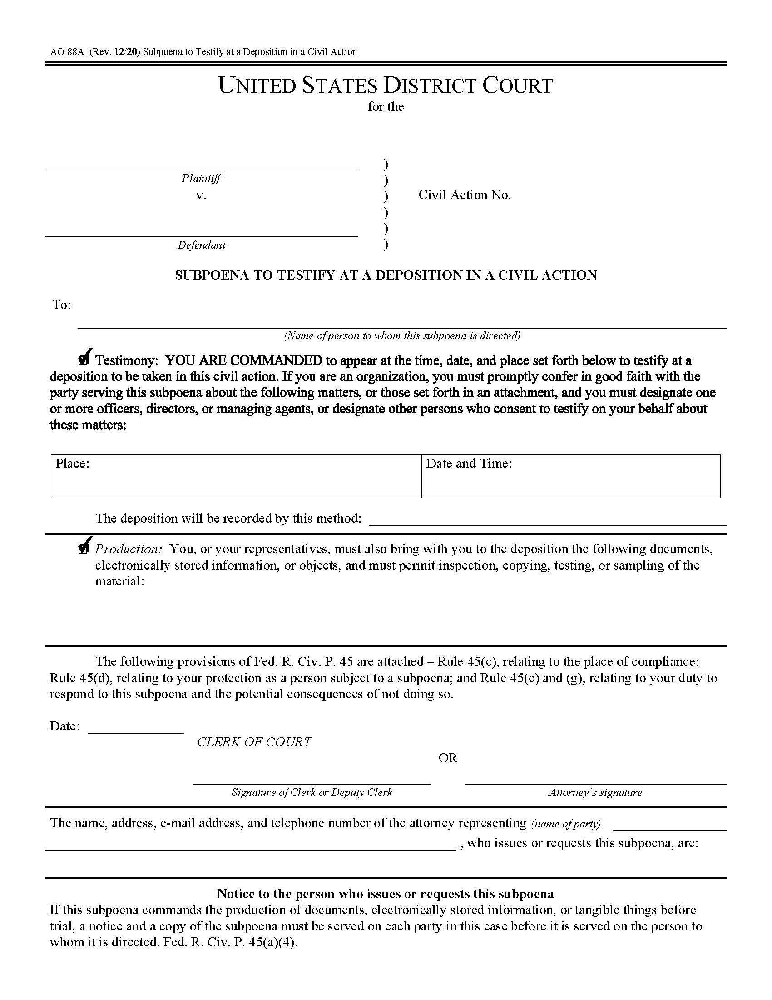 AO 88A (Rev. 12/20) Subpoena to Testify at a Deposition in a Civil Action
UNITED STATES DISTRICT COURT
for the
)
Plaintiff
)
v.
)
Civil Action No.
)
)
Defendant
)
SUBPOENA TO TESTIFY AT A DEPOSITION IN A CIVIL ACTION
To:
(Name of person to whom this subpoena is directed)
Testimony: YOU ARE COMMANDED to appear at the time, date, and place set forth below to testify at a
deposition to be taken in this civil action. If you are an organization, you must promptly confer in good faith with the
party serving this subpoena about the following matters, or those set forth in an attachment, and you must designate one
or more officers, directors, or managing agents, or designate other persons who consent to testify on your behalf about
these matters:
Place:
Date and Time:
The deposition will be recorded by this method:
Production: You, or your representatives, must also bring with you to the deposition the following documents,
electronically stored information, or objects, and must permit inspection, copying, testing, or sampling of the
material:
The following provisions of Fed. R. Civ. P. 45 are attached – Rule 45(c), relating to the place of compliance;
Rule 45(d), relating to your protection as a person subject to a subpoena; and Rule 45(e) and (g), relating to your duty to
respond to this subpoena and the potential consequences of not doing so.
Date:
CLERK OF COURT
OR
Signature of Clerk or Deputy Clerk
Attorney’s signature
The name, address, e-mail address, and telephone number of the attorney representing (name of party)
, who issues or requests this subpoena, are:
Notice to the person who issues or requests this subpoena
If this subpoena commands the production of documents, electronically stored information, or tangible things before
trial, a notice and a copy of the subpoena must be served on each party in this case before it is served on the person to
whom it is directed. Fed. R. Civ. P. 45(a)(4).